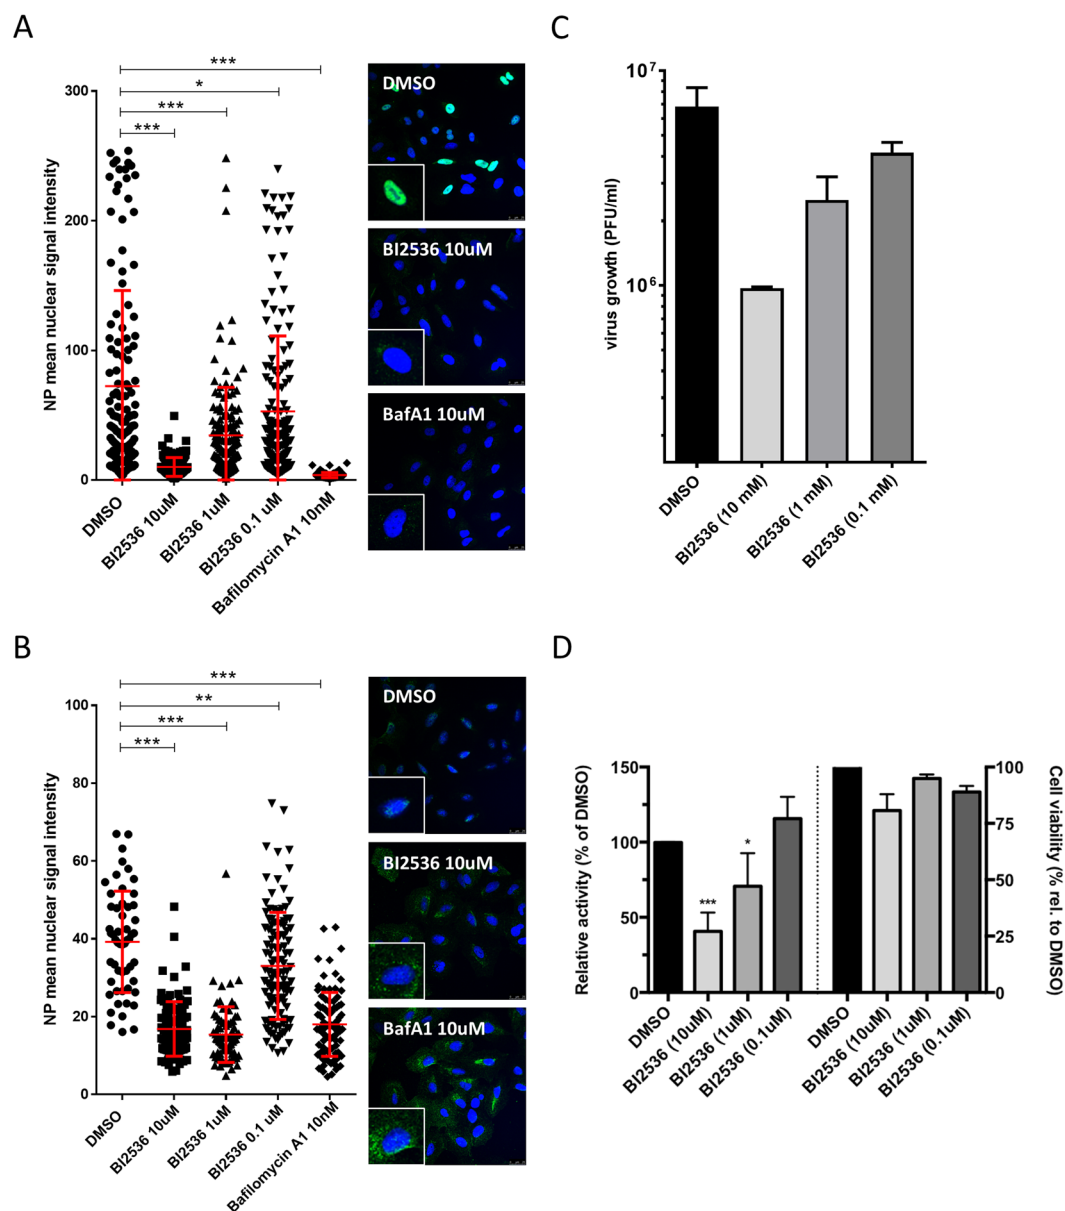 A
***
*
***
***
300
200
100
0
NP mean nuclear signal intensity
DMSO
BI2536 10uM
BI2536 1uM
BI2536 0.1 uM
Bafilomycin A1 10nM
DMSO
BI2536 10uM
BafA1 10uM
C
10⁷
10⁶
virus growth (PFU/ml)
DMSO
BI2536 (10 mM)
BI2536 (1 mM)
BI2536 (0.1 mM)
B
***
**
***
***
100
80
60
40
20
0
NP mean nuclear signal intensity
DMSO
BI2536 10uM
BI2536 1uM
BI2536 0.1 uM
Bafilomycin A1 10nM
DMSO
BI2536 10uM
BafA1 10uM
D
150
100
50
0
Relative activity (% of DMSO)
***
*
100
75
50
25
0
Cell viability (% rel. to DMSO)
DMSO
BI2536 (10uM)
BI2536 (1uM)
BI2536 (0.1uM)
DMSO
BI2536 (10uM)
BI2536 (1uM)
BI2536 (0.1uM)